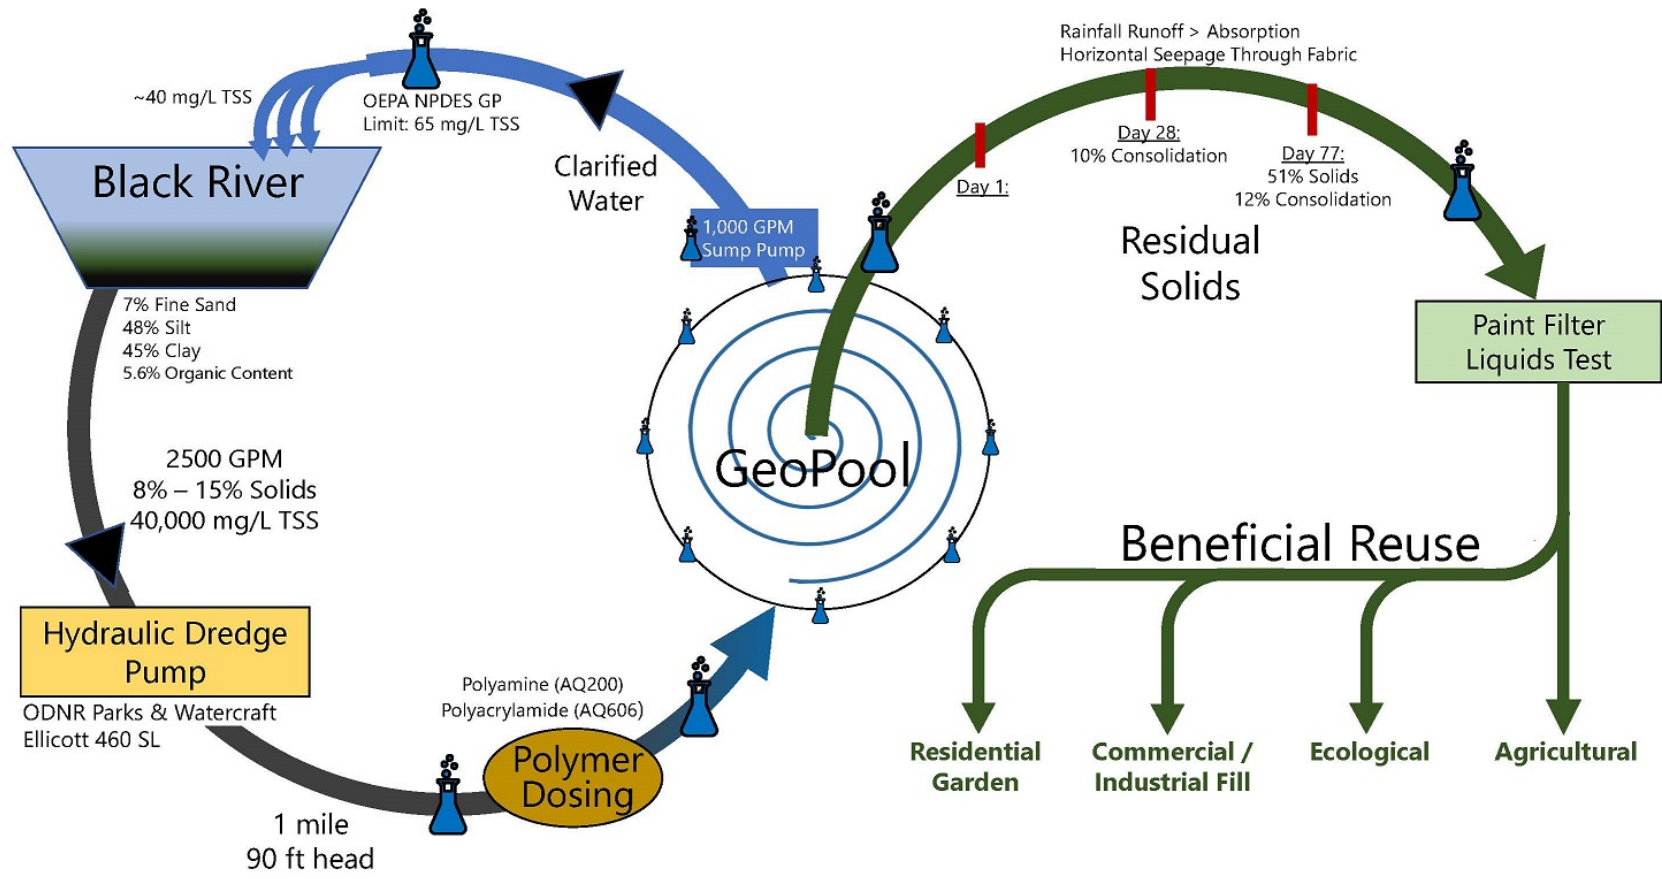 ~40 mg/L TSS
OEPA NPDES GP
Limit: 65 mg/L TSS
Black River
7% Fine Sand
48% Silt
45% Clay
5.6% Organic Content
2500 GPM
8% – 15% Solids
40,000 mg/L TSS
Hydraulic Dredge
Pump
ODNR Parks & Watercraft
Ellicott 460 SL
1 mile
90 ft head
Polyamine (AQ200)
Polyacrylamide (AQ606)
Polymer
Dosing
GeoPool
1,000 GPM
Sump Pump
Clarified
Water
Rainfall Runoff > Absorption
Horizontal Seepage Through Fabric
Day 1:
Day 28:
10% Consolidation
Day 77:
51% Solids
12% Consolidation
Residual
Solids
Paint Filter
Liquids Test
Beneficial Reuse
Residential
Garden
Commercial /
Industrial Fill
Ecological
Agricultural